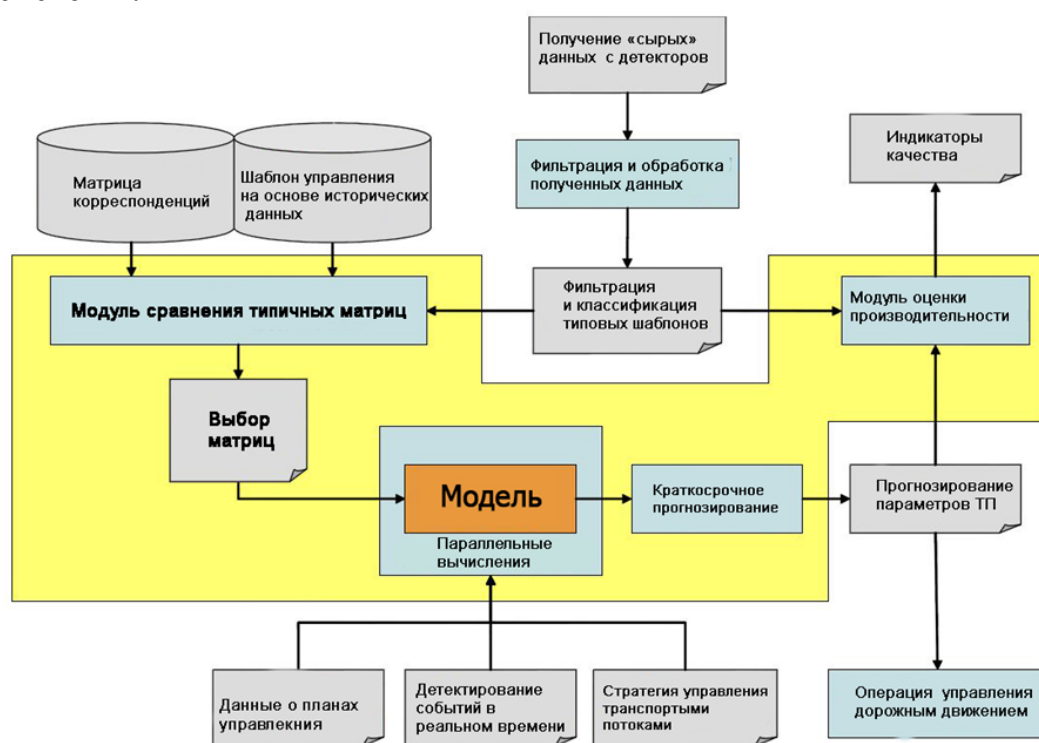 Получение «сырых»
данных с детекторов
Индикаторы
качества
Фильтрация и обработка
полученных данных
Матрица
корреспонденций
Шаблон управления
на основе исторических
данных
Модуль сравнения типичных матриц
Фильтрация
и классификация
типовых шаблонов
Модуль оценки
производительности
Выбор
матриц
Модель
Параллельные
вычисления
Краткосрочное
прогнозирование
Прогнозирование
параметров ТП
Данные о планах
управлекния
Детектирование
событий в
реальном времени
Стратегия управления
транспортыми
потоками
Операция управления
дорожным движением